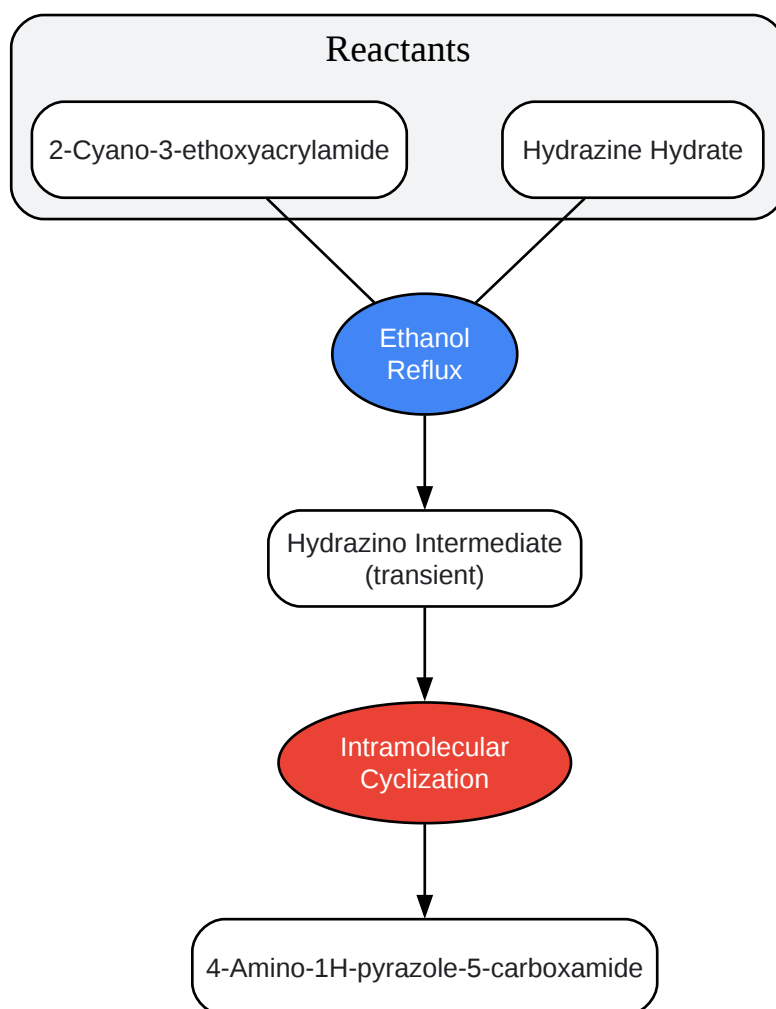 Reactants
2-Cyano-3-ethoxyacrylamide
Hydrazine Hydrate
Ethanol
Reflux
Hydrazino Intermediate
(transient)
Intramolecular
Cyclization
4-Amino-1H-pyrazole-5-carboxamide